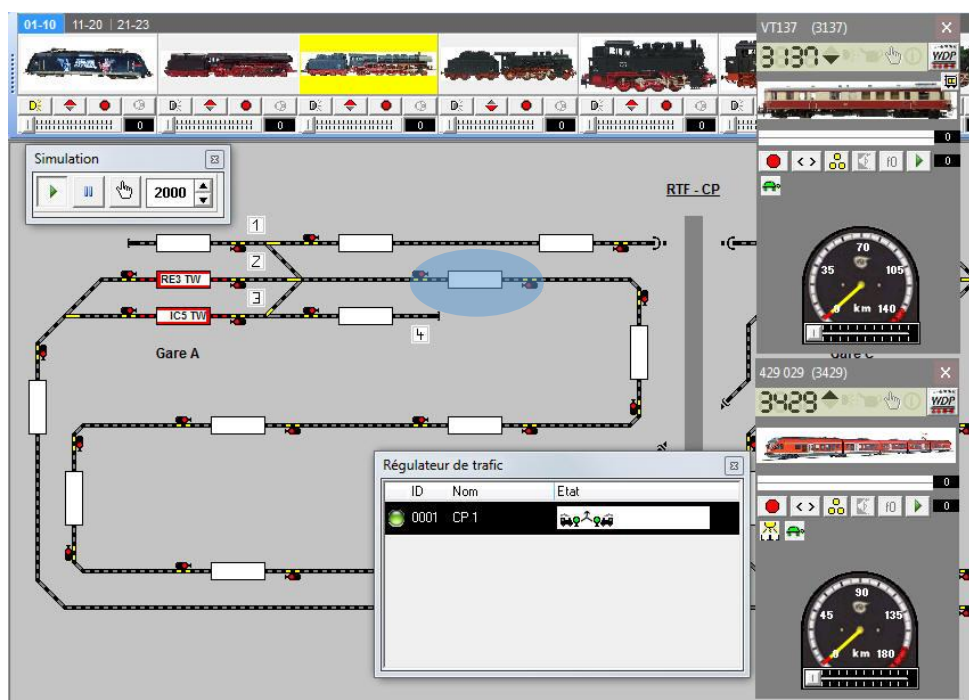 01-10 11-20 21-23
VT137 (3137)
3137
WDP
D D D D D D
0 0 0 0 0
0
f0 0
Simulation
2000
RTF - CP
1
2
RE3 TW
3
IC5 TW
4
Gare A
35 70 105
0 km 140
Gare C
429 029 (3429)
3429
WDP
0
f0 0
45 90 135
0 km 180
Régulateur de trafic
ID Nom Etat
0001 CP 1